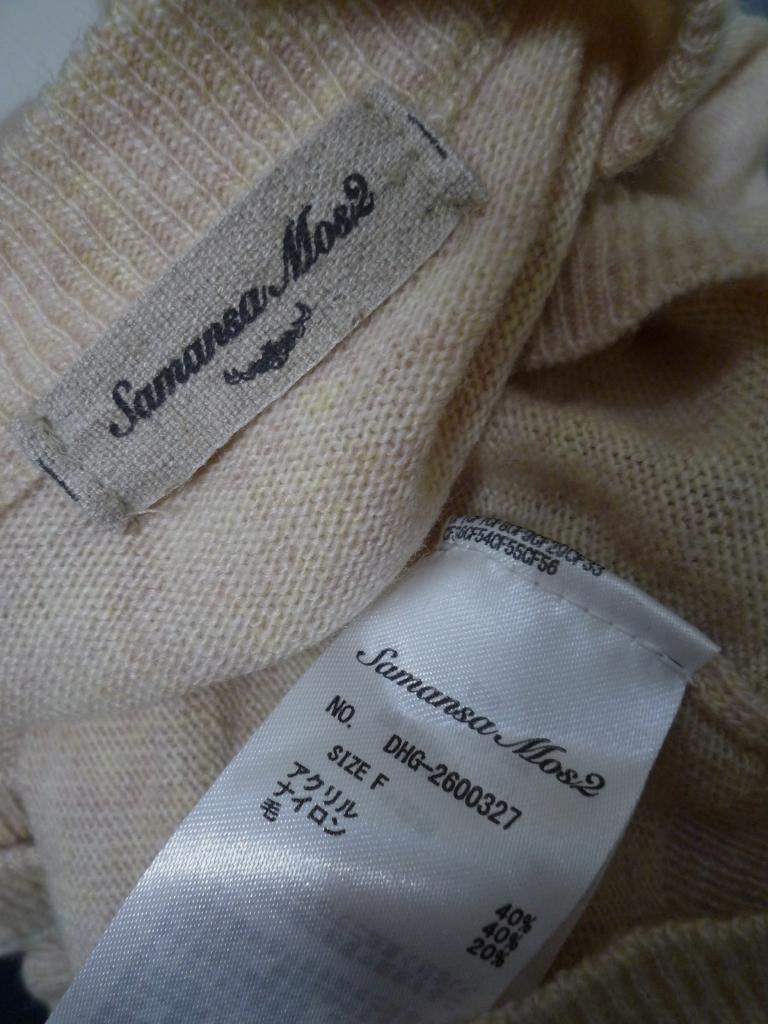 Samansa Mos2
CF36CF54CF55CF56
Samansa Mos2
NO. DHG-2600327
SIZE F
アクリル 40%
ナイロン 40%
毛 20%